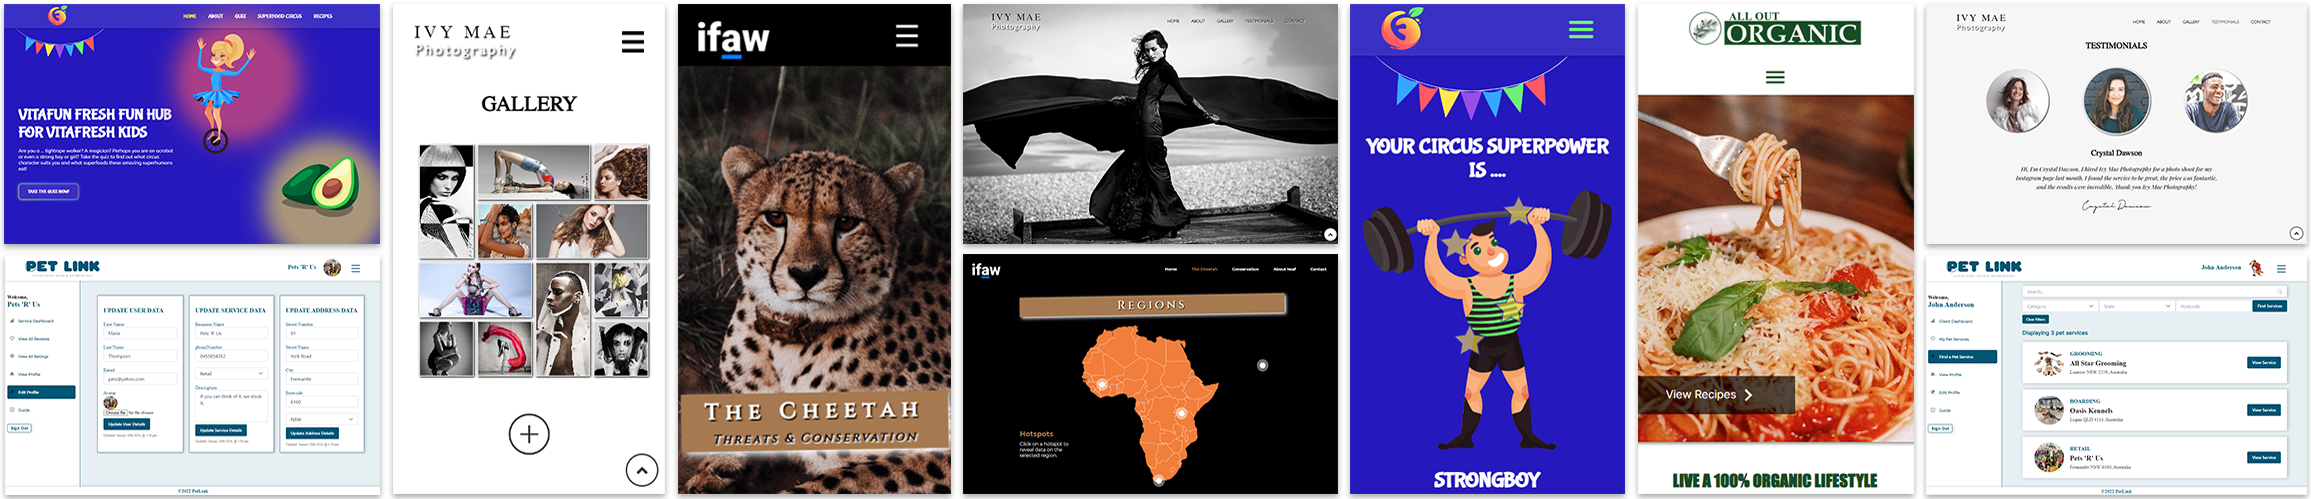 HOME ABOUT QUIZ SUPERFOOD CIRCUS RECIPES
VITAFUN FRESH FUN HUB
FOR VITAFRESH KIDS
Are you a ... tightrope walker? A magician? Perhaps you are an acrobat
or even a strong boy or girl? Take the quiz to find out what circus
character suits you and what superfoods these amazing superhumans
eat!
TAKE THE QUIZ NOW!
PET LINK
Pets 'R' Us
Welcome,
Pets 'R' Us
Service Dashboard
View All Reviews
View All Ratings
View Profile
Edit Profile
Guide
Sign Out
UPDATE USER DATA
First Name
Marie
Last Name
Thompson
Email
pets@yahoo.com
Avatar
Choose file No file chosen
Update User Details
UPDATE SERVICE DATA
Business Name
Pets 'R' Us
phoneNumber
Retail
Description
If you can think of it, we stock
it.
Update Service Details
UPDATE ADDRESS DATA
Street Number
91
Street Name
York Road
City
Fremantle
Postcode
6160
NSW
Update Address Details
©2022 PetLink
IVY MAE
Photography
GALLERY
ifaw
THE CHEETAH
THREATS & CONSERVATION
IVY MAE
Photography
HOME ABOUT GALLERY TESTIMONIALS CONTACT
ifaw
Home The Cheetah Conservation About Ifaw Contact
REGIONS
Hotspots
Click on a hotspot to
reveal data on the
selected region.
YOUR CIRCUS SUPERPOWER
IS ....
STRONGBOY
ALL OUT
ORGANIC
View Recipes
LIVE A 100% ORGANIC LIFESTYLE
IVY MAE
Photography
HOME ABOUT GALLERY TESTIMONIALS CONTACT
TESTIMONIALS
Crystal Dawson
Hi, I'm Crystal Dawson, I hired Ivy Mae Photography for a photo shoot for my
Instagram page last month. I found the service to be great, the price was fantastic,
and the results were incredible. Thank you Ivy Mae Photography!
Crystal Dawson
PET LINK
John Anderson
Welcome,
John Anderson
Client Dashboard
My Pet Services
Find a Pet Service
View Profile
Edit Profile
Guide
Sign Out
Search...
Category State Postcode Find Services
Clear Filters
Displaying 3 pet services
GROOMING
All Star Grooming
NSW 2259, Australia
View Service
BOARDING
Oasis Kennels
Logan QLD 4114, Australia
View Service
RETAIL
Pets 'R' Us
Fremantle NSW 6160, Australia
View Service
©2022 PetLink